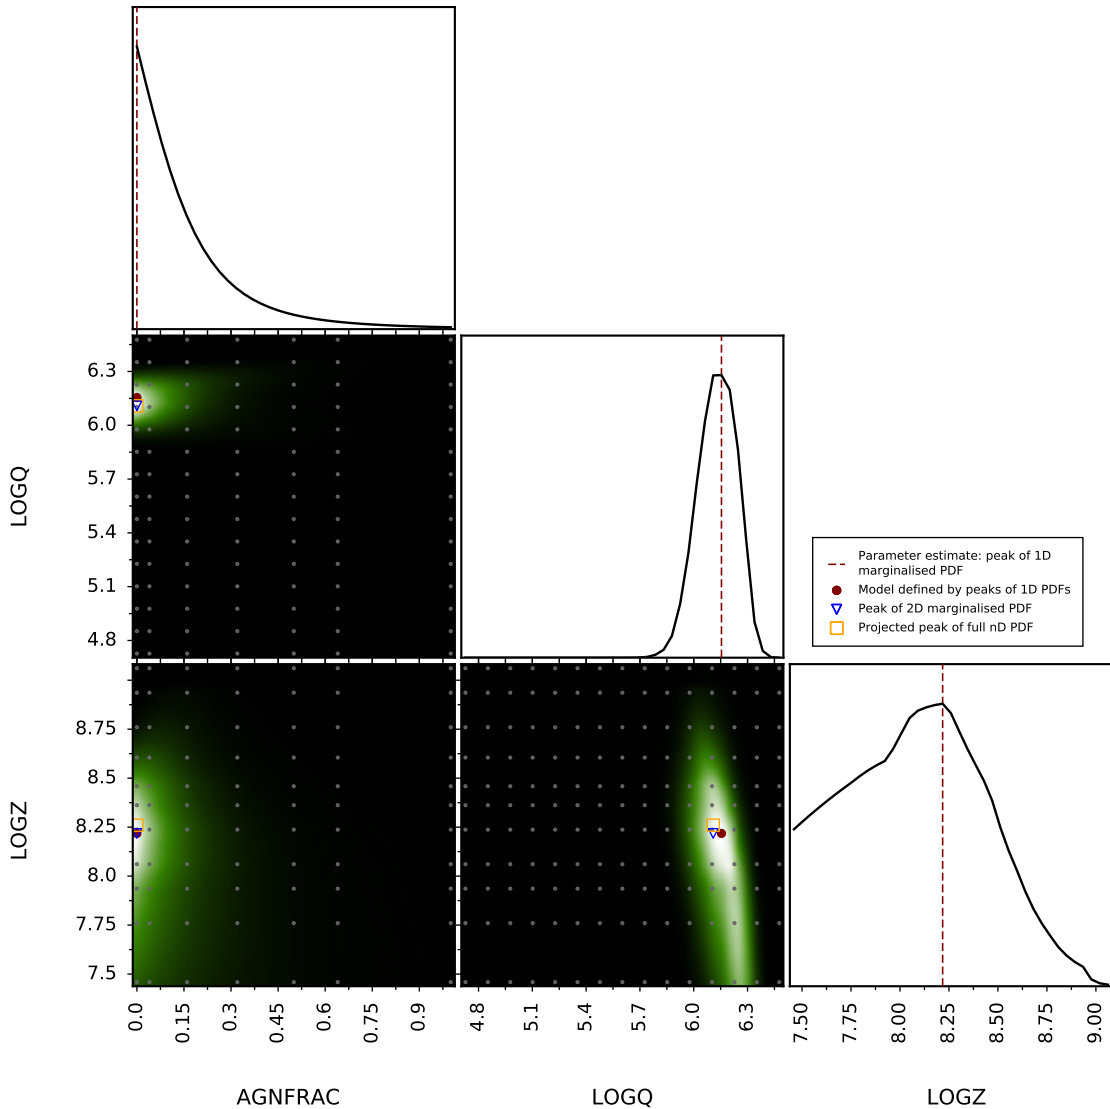 6.3
6.0
5.7
5.4
5.1
4.8
LOGQ
Parameter estimate: peak of 1D
marginalised PDF
Model defined by peaks of 1D PDFs
Peak of 2D marginalised PDF
Projected peak of full nD PDF
8.75
8.5
8.25
8.0
7.75
7.5
LOGZ
0.0 0.15 0.3 0.45 0.6 0.75 0.9
4.8 5.1 5.4 5.7 6.0 6.3
7.50 7.75 8.00 8.25 8.50 8.75 9.00
AGNFRAC LOGQ LOGZ